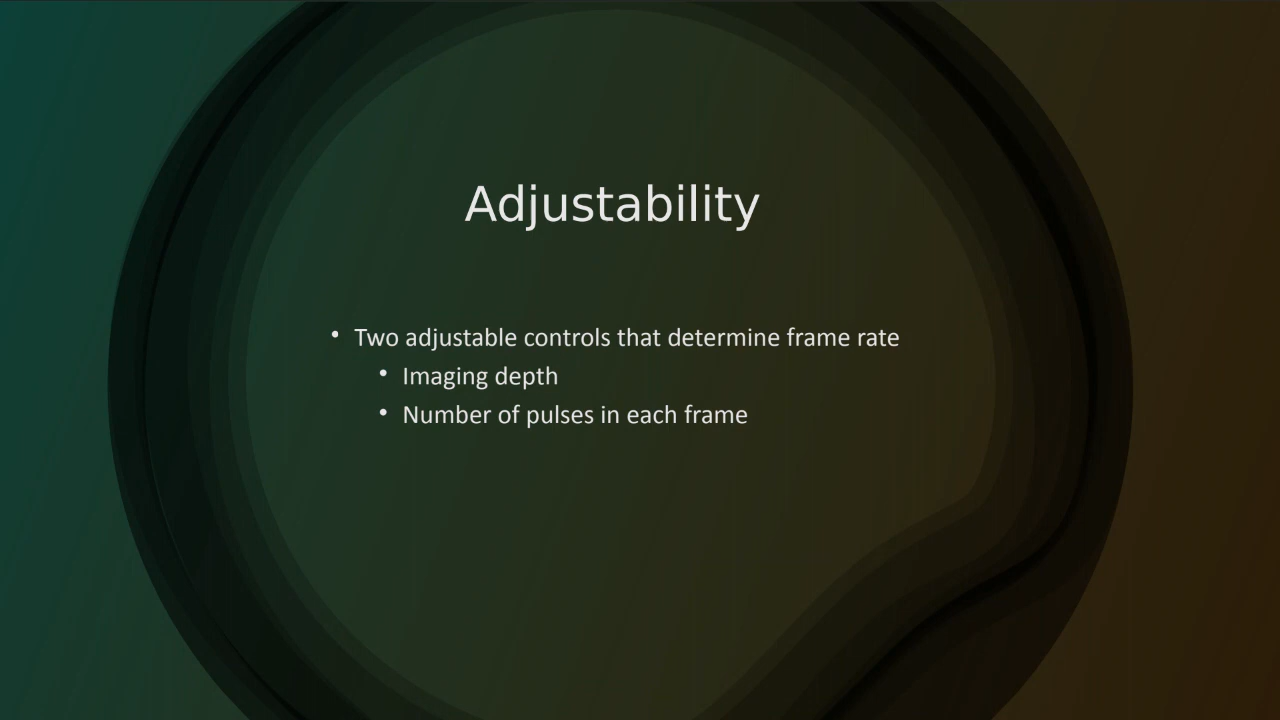 Adjustability
• Two adjustable controls that determine frame rate
• Imaging depth
• Number of pulses in each frame